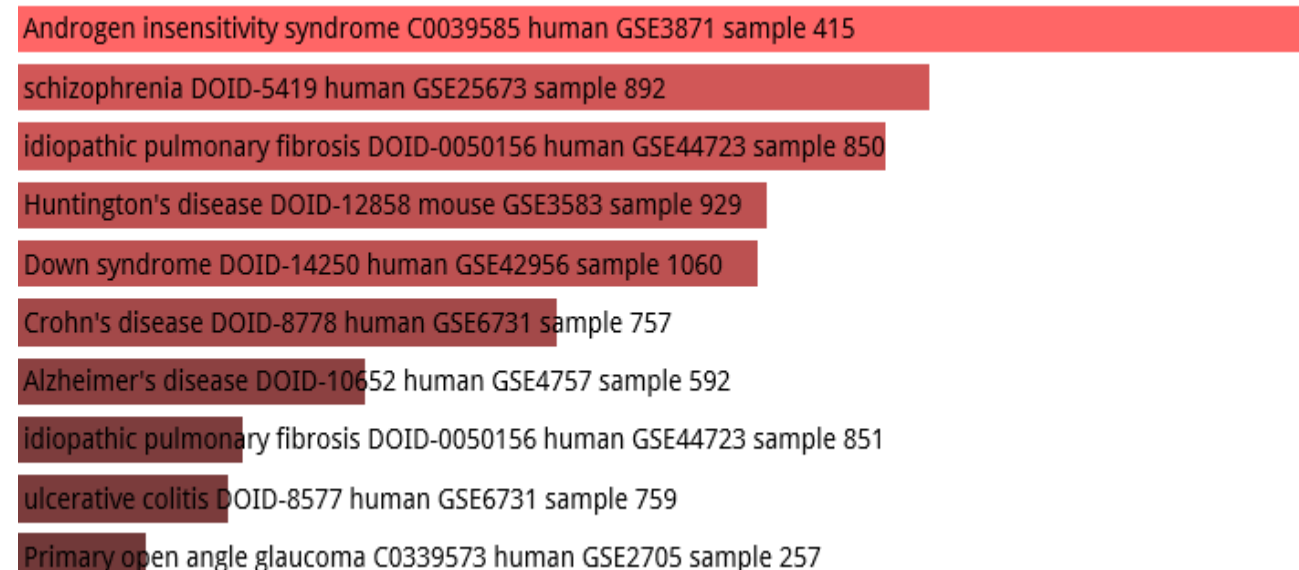 Androgen insensitivity syndrome C0039585 human GSE3871 sample 415
schizophrenia DOID-5419 human GSE25673 sample 892
idiopathic pulmonary fibrosis DOID-0050156 human GSE44723 sample 850
Huntington's disease DOID-12858 mouse GSE3583 sample 929
Down syndrome DOID-14250 human GSE42956 sample 1060
Crohn's disease DOID-8778 human GSE6731 sample 757
Alzheimer's disease DOID-10652 human GSE4757 sample 592
idiopathic pulmonary fibrosis DOID-0050156 human GSE44723 sample 851
ulcerative colitis DOID-8577 human GSE6731 sample 759
Primary open angle glaucoma C0339573 human GSE2705 sample 257